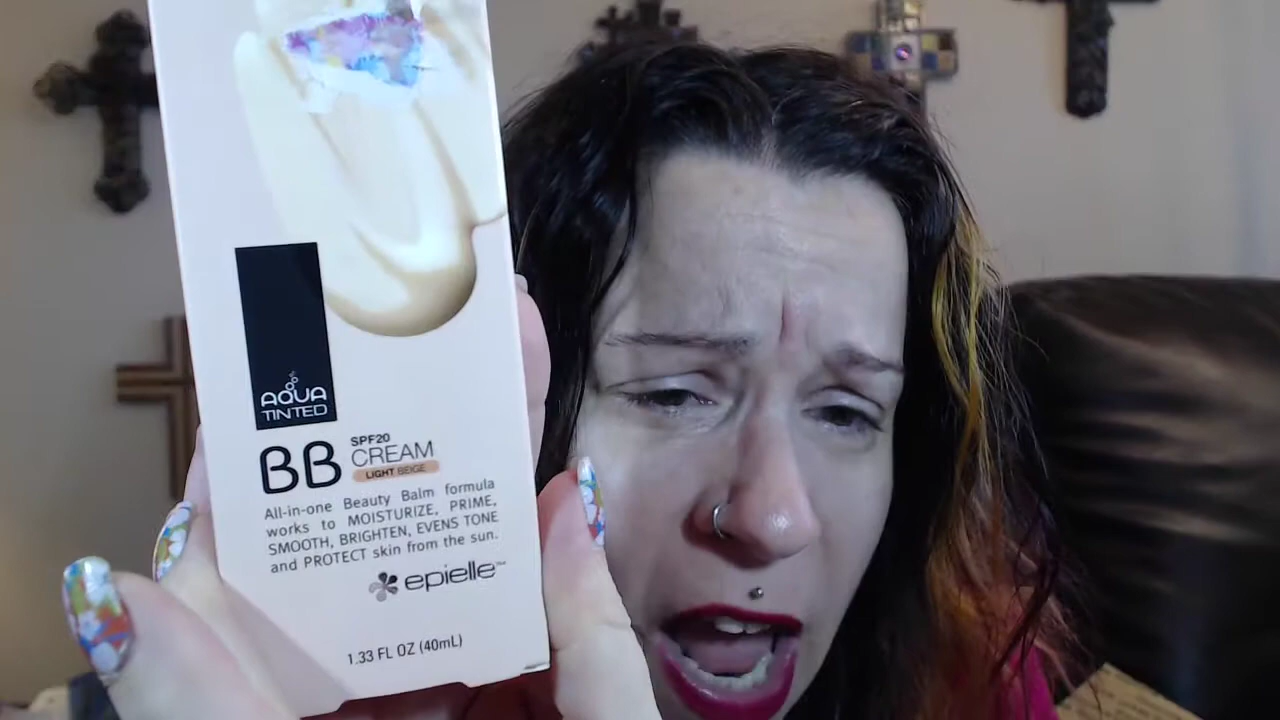 AQUA
TINTED
BB
SPF20
CREAM
LIGHT BEIGE
All-in-one Beauty Balm formula
works to MOISTURIZE, PRIME,
SMOOTH, BRIGHTEN, EVENS TONE
and PROTECT skin from the sun.
epielle™
1.33 FL OZ (40mL)